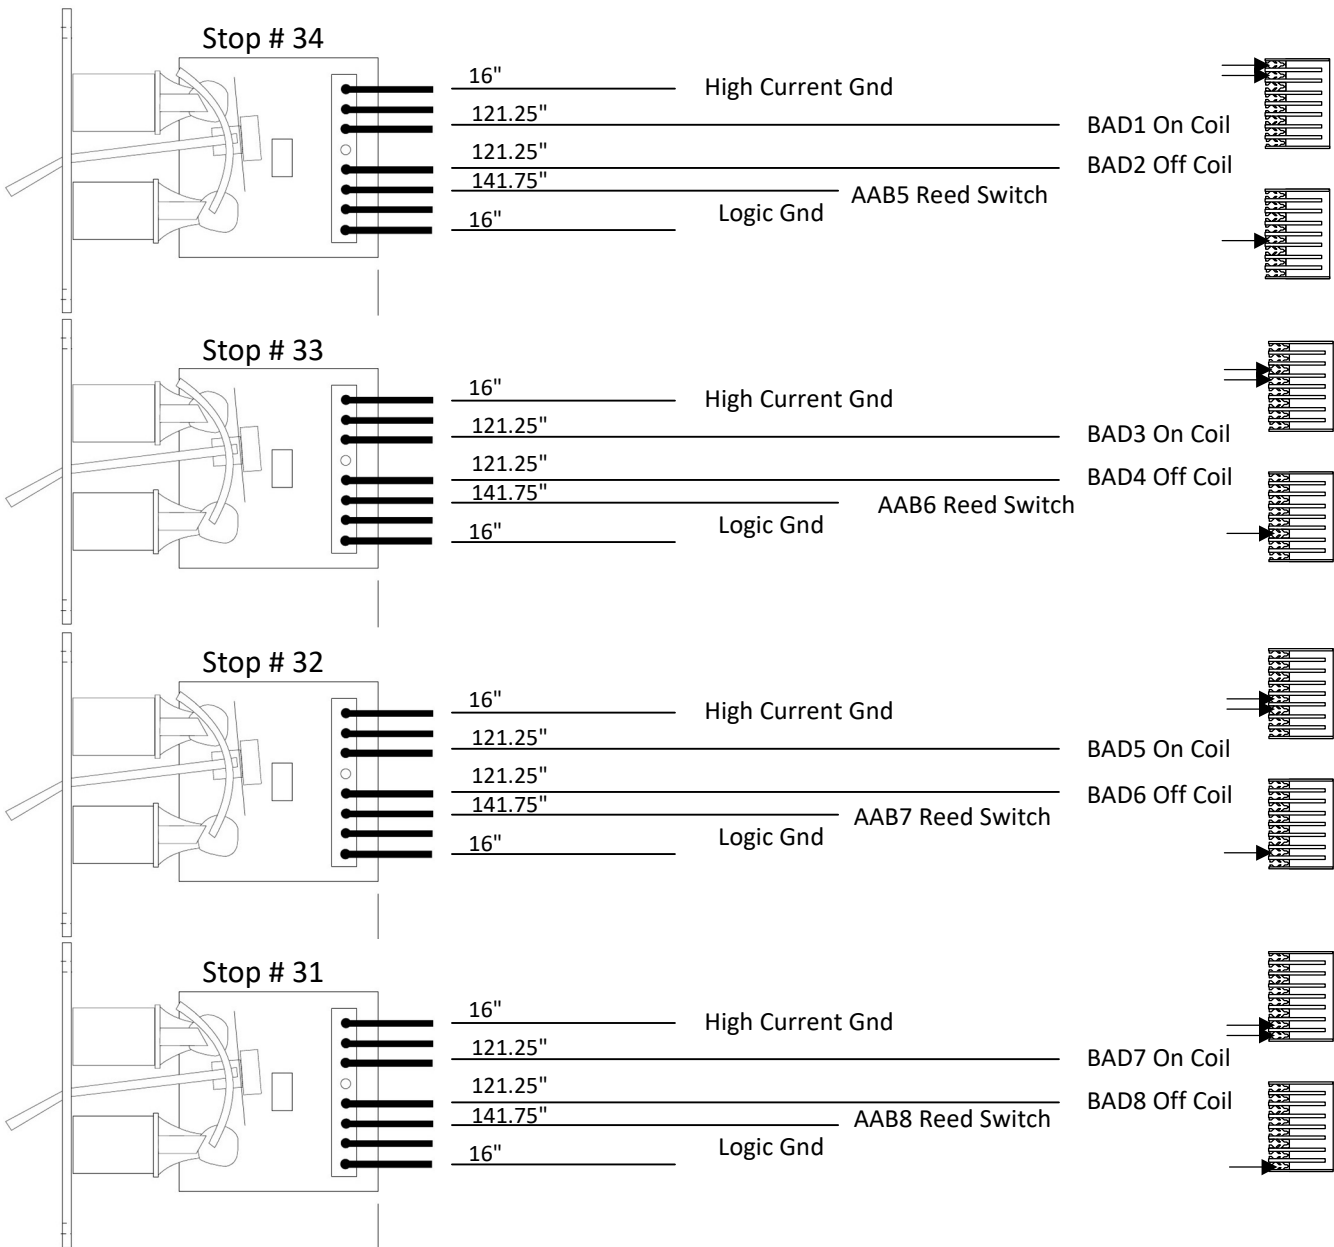 Stop # 34
16"
High Current Gnd
121.25"
BAD1 On Coil
121.25"
BAD2 Off Coil
141.75"
AAB5 Reed Switch
Logic Gnd
16"
Stop # 33
16"
High Current Gnd
121.25"
BAD3 On Coil
121.25"
BAD4 Off Coil
141.75"
AAB6 Reed Switch
Logic Gnd
16"
Stop # 32
16"
High Current Gnd
121.25"
BAD5 On Coil
121.25"
BAD6 Off Coil
141.75"
AAB7 Reed Switch
Logic Gnd
16"
Stop # 31
16"
High Current Gnd
121.25"
BAD7 On Coil
121.25"
BAD8 Off Coil
141.75"
AAB8 Reed Switch
Logic Gnd
16"